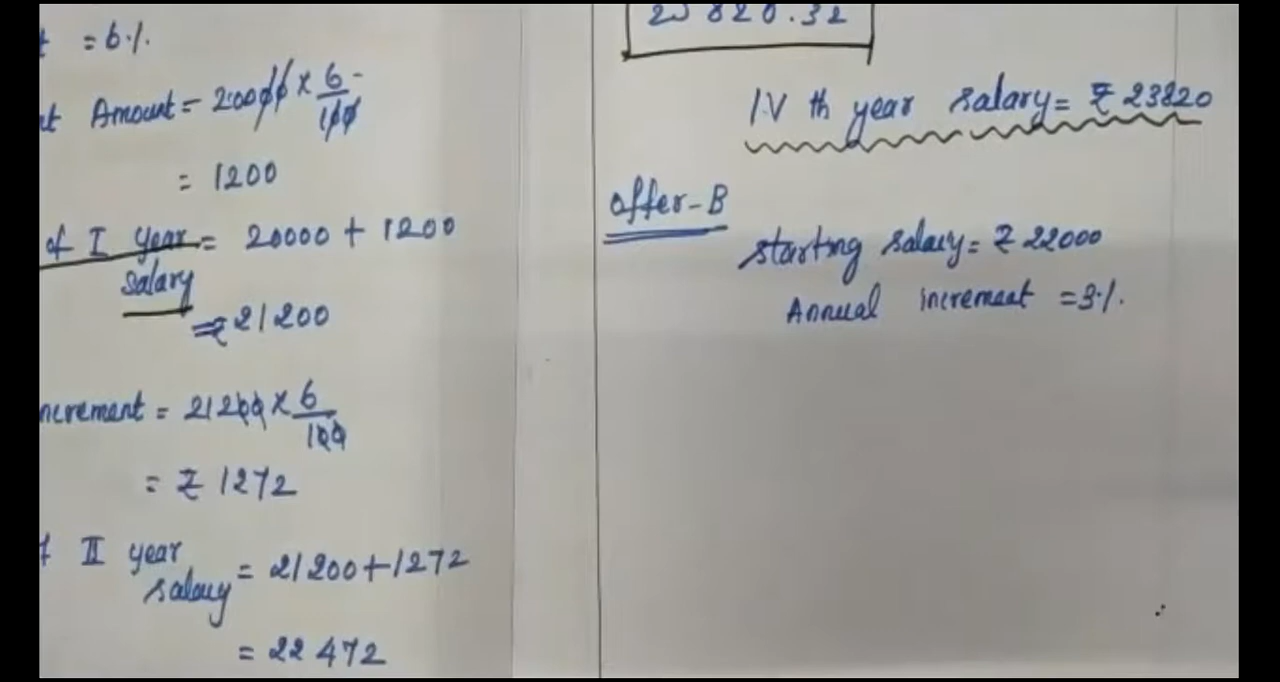 = 6%
Amount = 20000 × 6/100
= 1200
of I year = 20000 + 1200
salary
= ₹ 21200
ncrement = 21200 × 6/100
= ₹ 1272
II year
salary = 21200 + 1272
= 22472
820.32
IV th year salary = ₹ 23820
offer-B
starting salary = ₹ 22000
Annual increment = 3%.